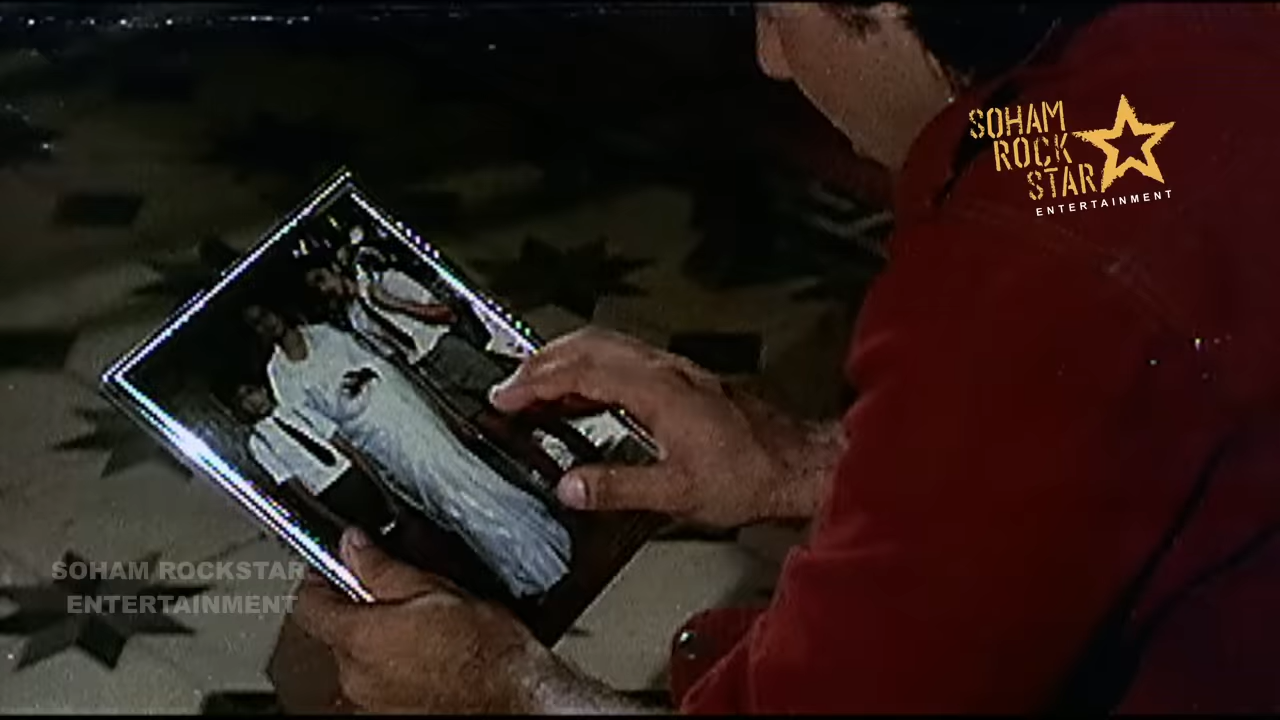 SOHAM
ROCK
STAR
ENTERTAINMENT
SOHAM ROCKSTAR
ENTERTAINMENT